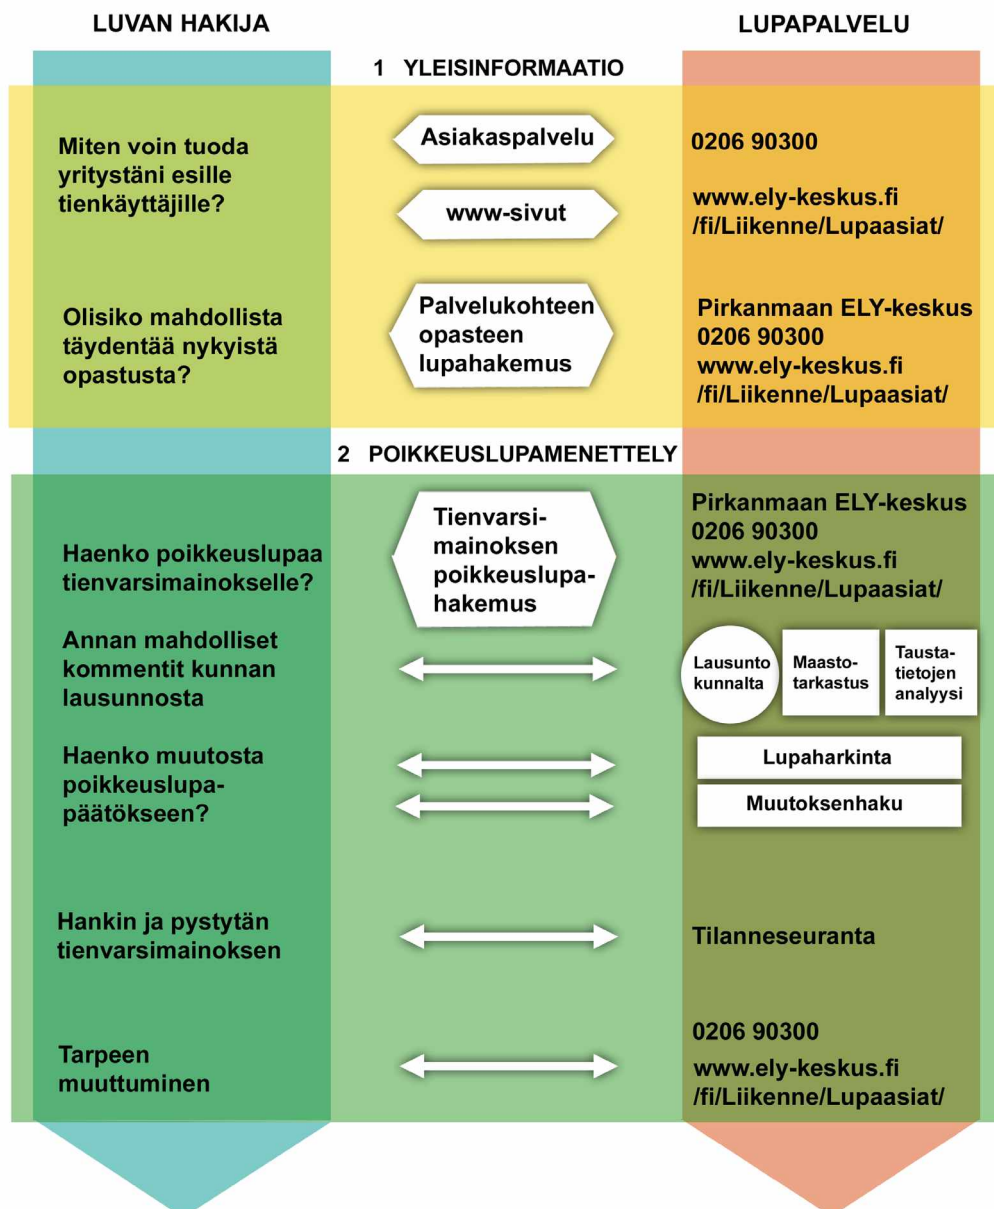 LUVAN HAKIJA
LUPAPALVELU
1 YLEISINFORMAATIO
Miten voin tuoda
yritystäni esille
tienkäyttäjille?
Asiakaspalvelu
www-sivut
0206 90300
www.ely-keskus.fi
/fi/Liikenne/Lupaasiat/
Olisiko mahdollista
täydentää nykyistä
opastusta?
Palvelukohteen
opasteen
lupahakemus
Pirkanmaan ELY-keskus
0206 90300
www.ely-keskus.fi
/fi/Liikenne/Lupaasiat/
2 POIKKEUSLUPAMENETTELY
Haenko poikkeuslupaa
tienvarsimainokselle?
Tienvarsi-
mainoksen
poikkeuslupa-
hakemus
Pirkanmaan ELY-keskus
0206 90300
www.ely-keskus.fi
/fi/Liikenne/Lupaasiat/
Annan mahdolliset
kommentit kunnan
lausunnosta
Lausunto
kunnalta
Maasto-
tarkastus
Tausta-
tietojen
analyysi
Haenko muutosta
poikkeuslupa-
päätökseen?
Lupaharkinta
Muutoksenhaku
Hankin ja pystytän
tienvarsimainoksen
Tilanneseuranta
Tarpeen
muuttuminen
0206 90300
www.ely-keskus.fi
/fi/Liikenne/Lupaasiat/